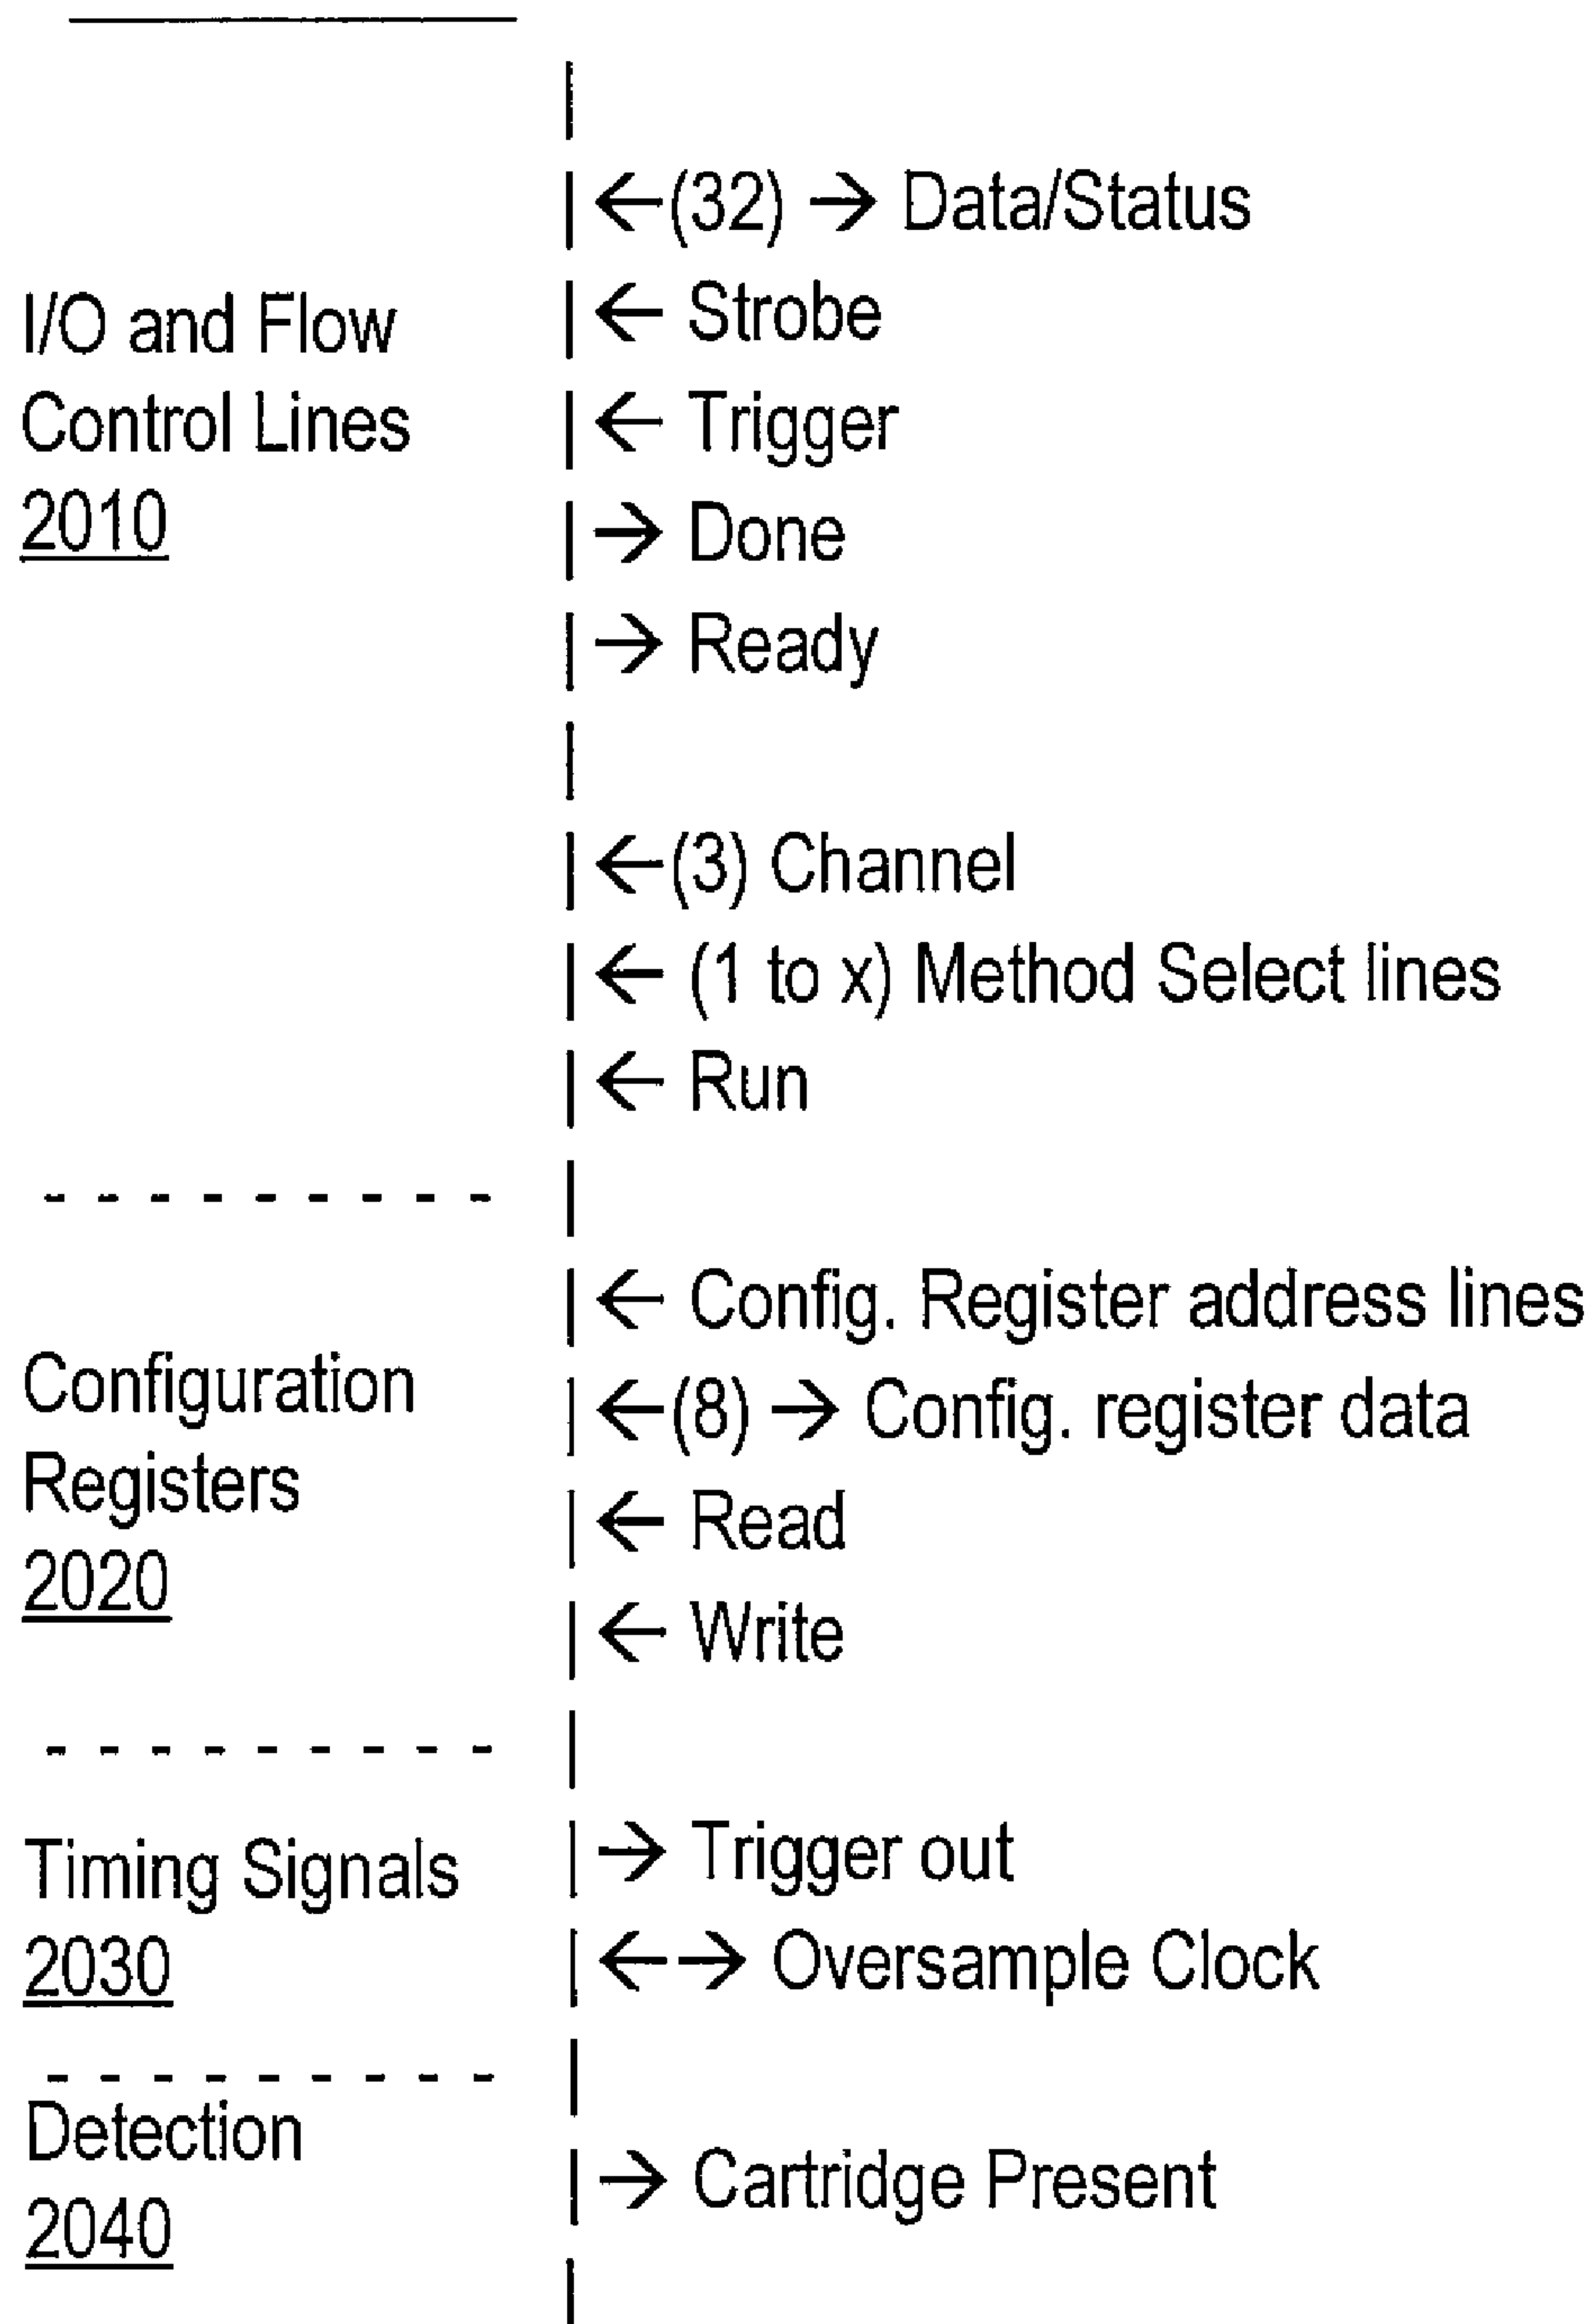 ←(32) → Data/Status
← Strobe
I/O and Flow
Control Lines
2010
← Trigger
→ Done
→ Ready
←(3) Channel
← (1 to x) Method Select lines
← Run
← Config. Register address lines
Configuration
Registers
2020
←(8) → Config. register data
← Read
← Write
Timing Signals
2030
→ Trigger out
←→ Oversample Clock
Detection
2040
→ Cartridge Present